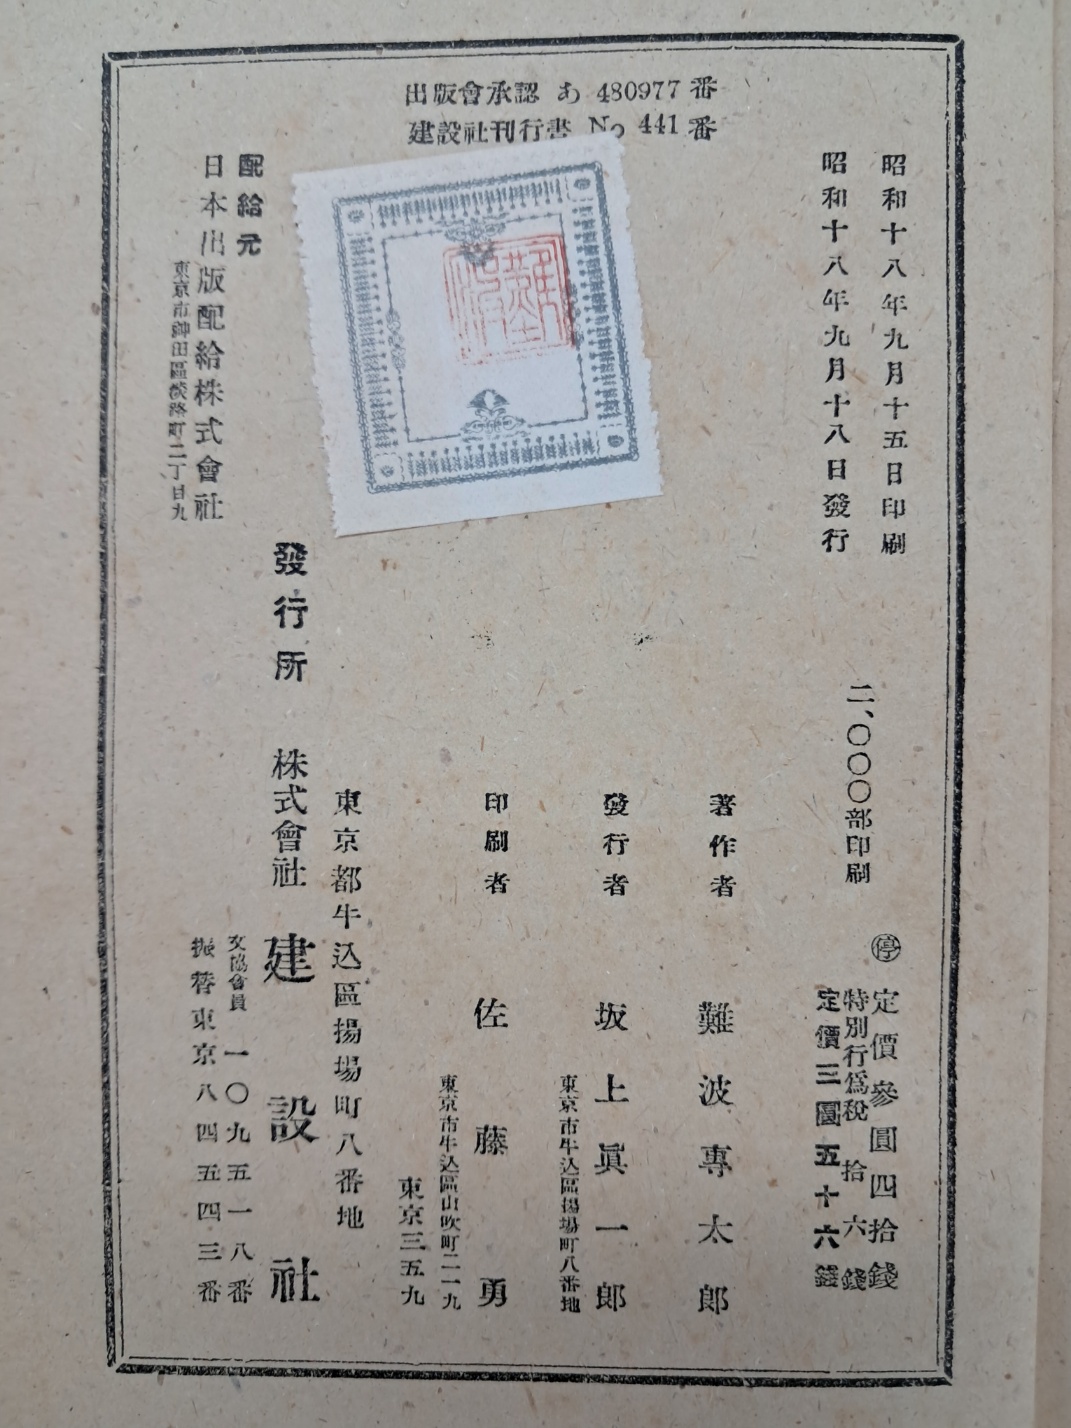 出版會承認 あ 480977 番
建設社刊行書 No 441 番
昭和十八年九月十五日印刷
昭和十八年九月十八日發行
二、〇〇〇部印刷
停 定價參圓四拾錢
特別行爲税 拾六錢
定價三圓五十六錢
著作者 難波專太郎
發行者 坂上眞一郎
東京市牛込區揚場町八番地
印刷者 佐藤勇
東京市牛込區山吹町二一九
東京三五九
東京都牛込區揚場町八番地
發行所 株式會社 建設社
文協會員 一〇九五一八番
振替東京八四五四三番
配給元
日本出版配給株式會社
東京市神田區淡路町二丁目九